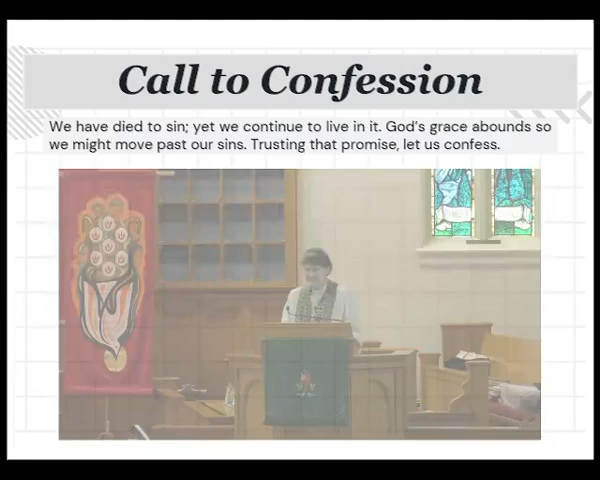 Call to Confession
We have died to sin; yet we continue to live in it. God's grace abounds so
we might move past our sins. Trusting that promise, let us confess.